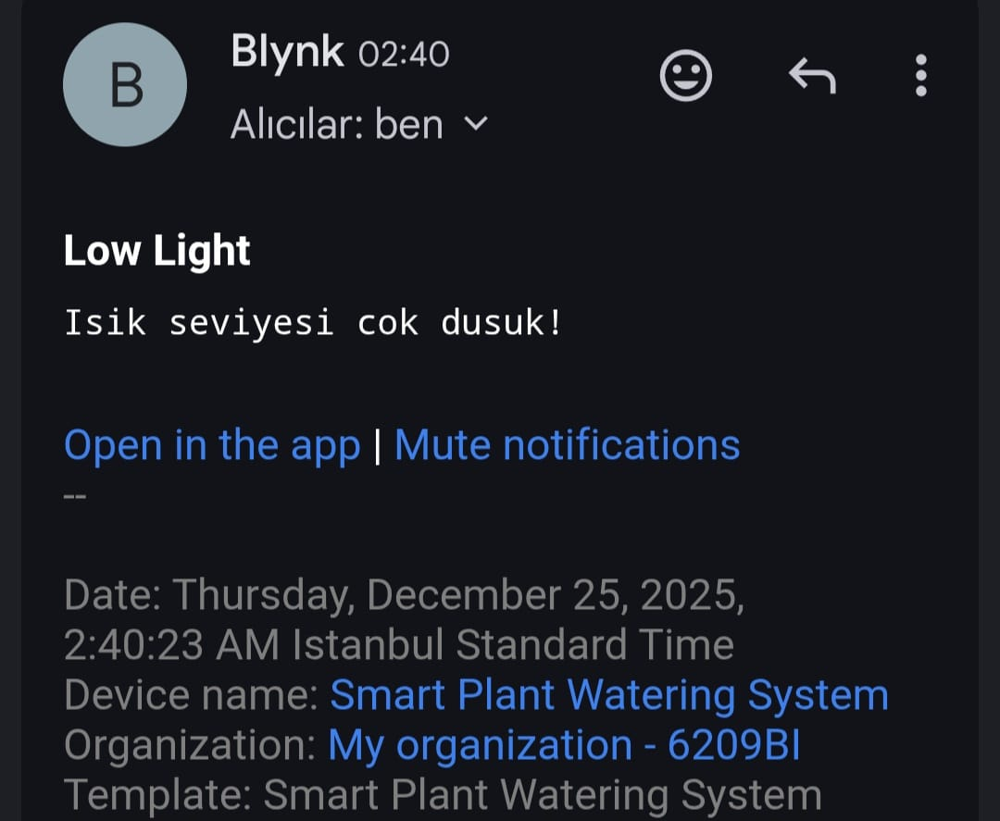 B
Blynk 02:40
Alıcılar: ben
Low Light
Isik seviyesi cok dusuk!
Open in the app | Mute notifications
--
Date: Thursday, December 25, 2025,
2:40:23 AM Istanbul Standard Time
Device name: Smart Plant Watering System
Organization: My organization - 6209BI
Template: Smart Plant Watering System